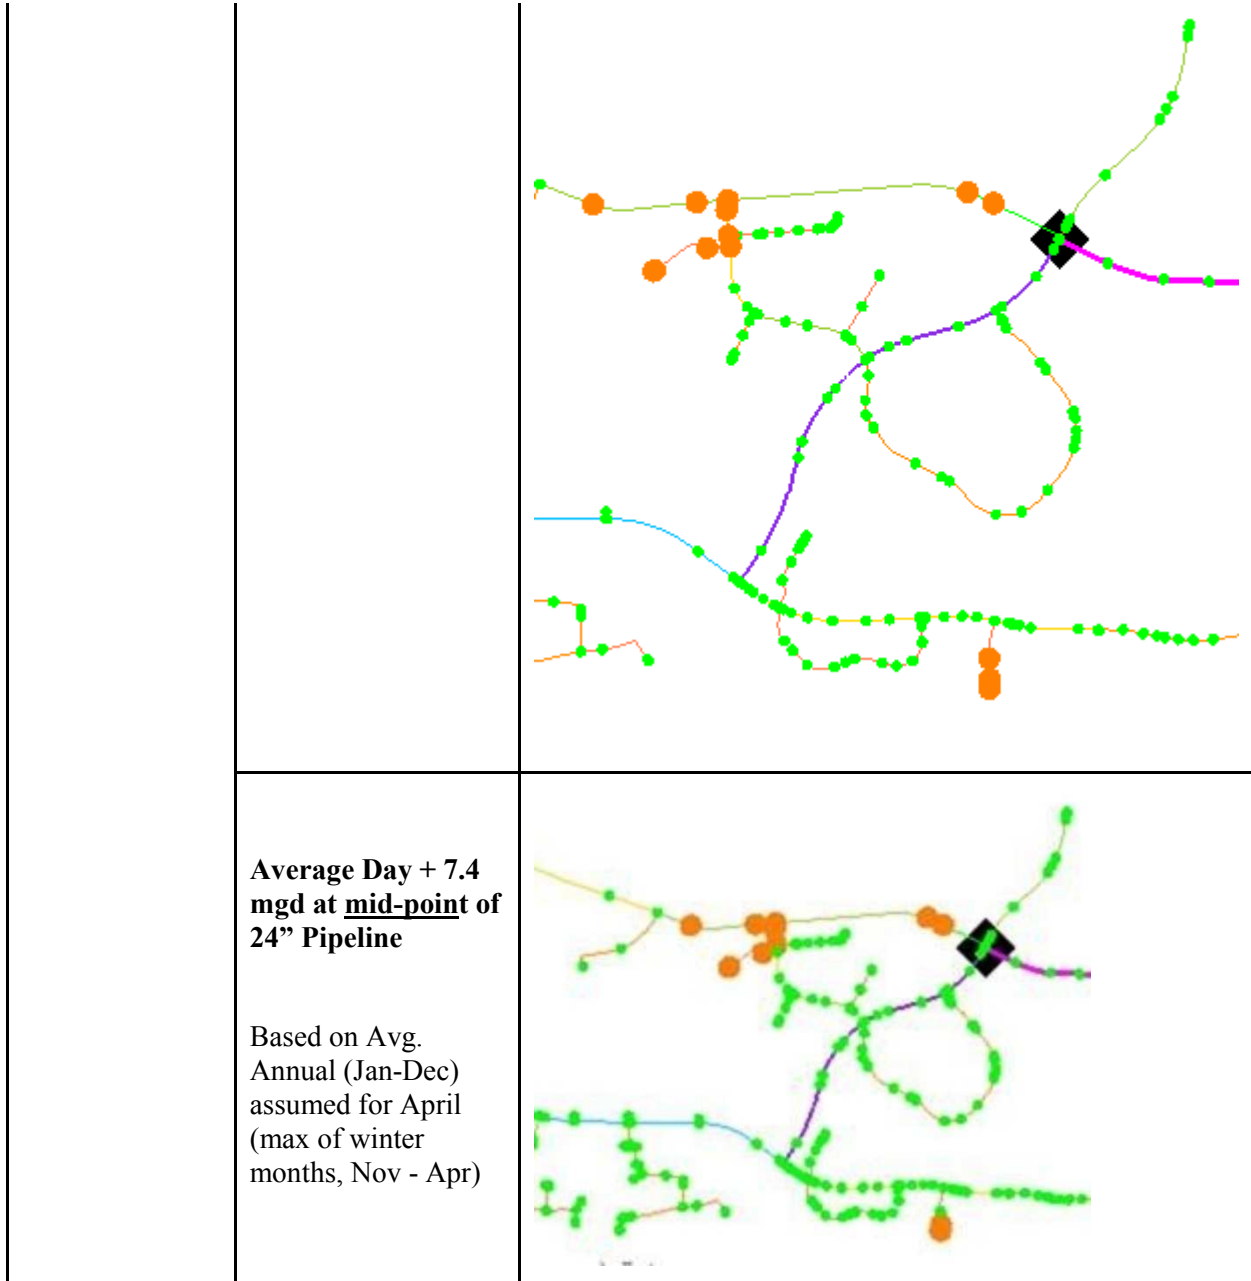 Average Day + 7.4
mgd at mid-point of
24” Pipeline
Based on Avg.
Annual (Jan-Dec)
assumed for April
(max of winter
months, Nov - Apr)